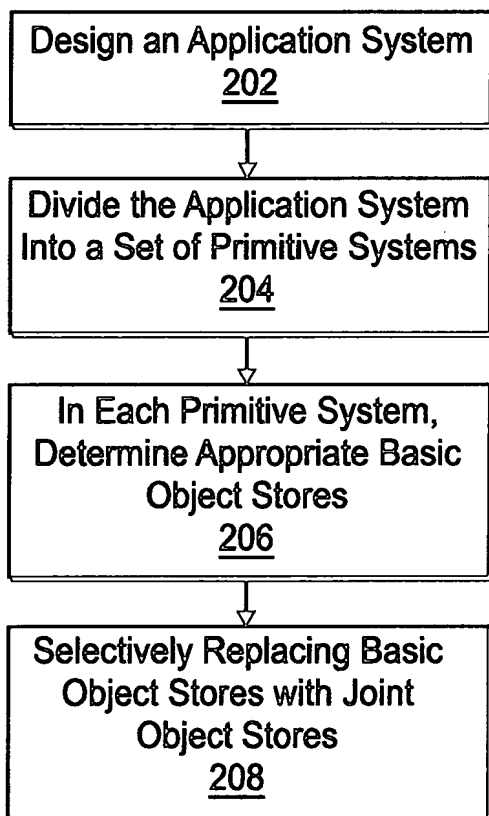 Design an Application System
202
Divide the Application System
Into a Set of Primitive Systems
204
In Each Primitive System,
Determine Appropriate Basic
Object Stores
206
Selectively Replacing Basic
Object Stores with Joint
Object Stores
208